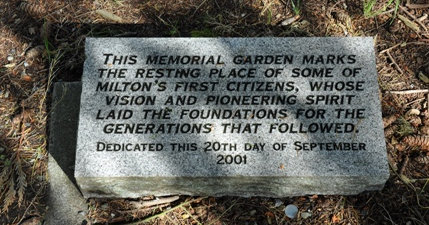 THIS MEMORIAL GARDEN MARKS
THE RESTING PLACE OF SOME OF
MILTON'S FIRST CITIZENS, WHOSE
VISION AND PIONEERING SPIRIT
LAID THE FOUNDATIONS FOR THE
GENERATIONS THAT FOLLOWED.
DEDICATED THIS 20TH DAY OF SEPTEMBER
2001